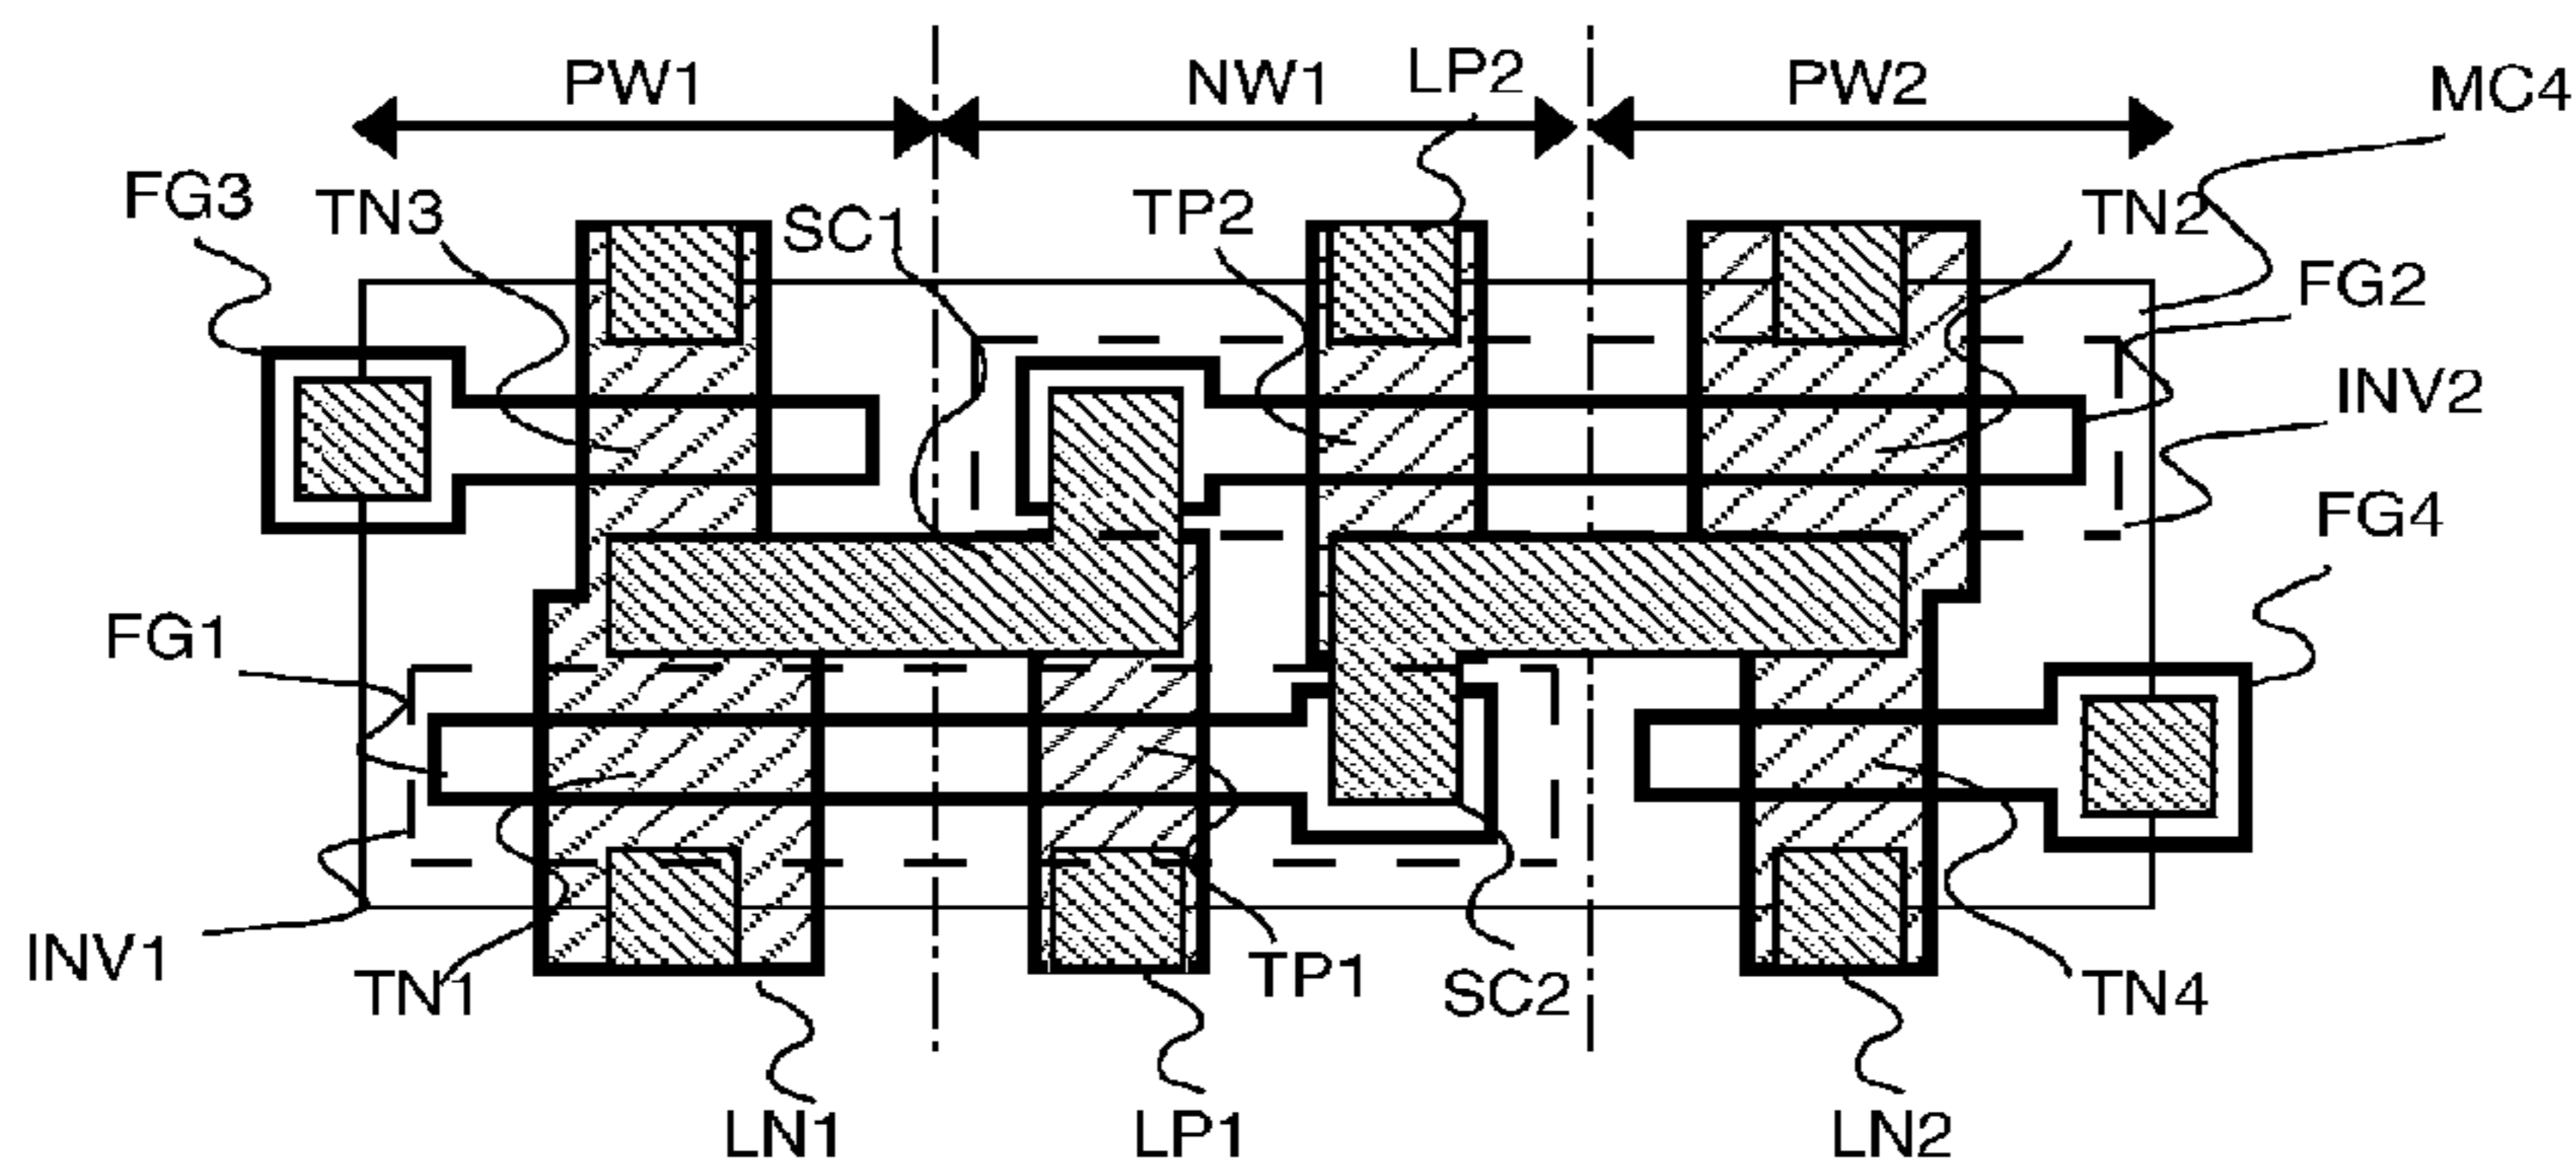 PW1
NW1
LP2
PW2
MC4
FG3
TN3
SC1
TP2
TN2
FG2
INV2
FG4
FG1
INV1
TN1
TP1
SC2
TN4
LN1
LP1
LN2